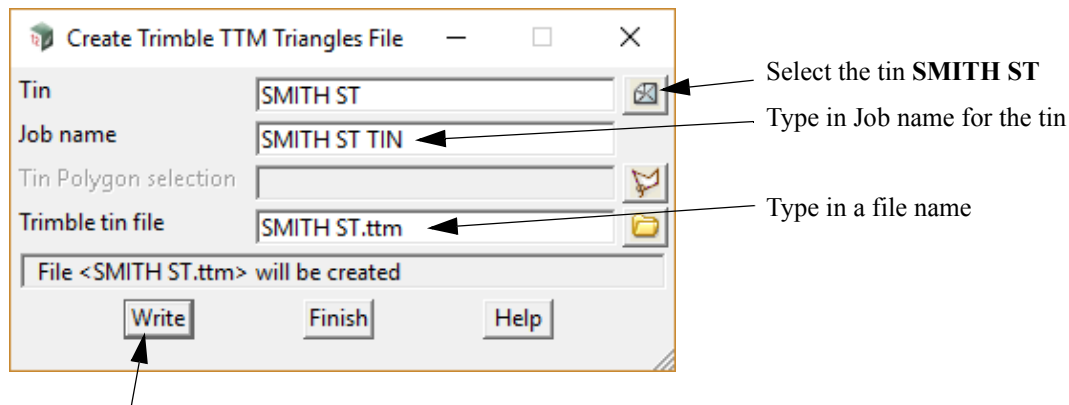 Create Trimble TTM Triangles File
Tin
SMITH ST
Select the tin SMITH ST
Job name
SMITH ST TIN
Type in Job name for the tin
Tin Polygon selection
Trimble tin file
SMITH ST.ttm
Type in a file name
File <SMITH ST.ttm> will be created
Write Finish Help